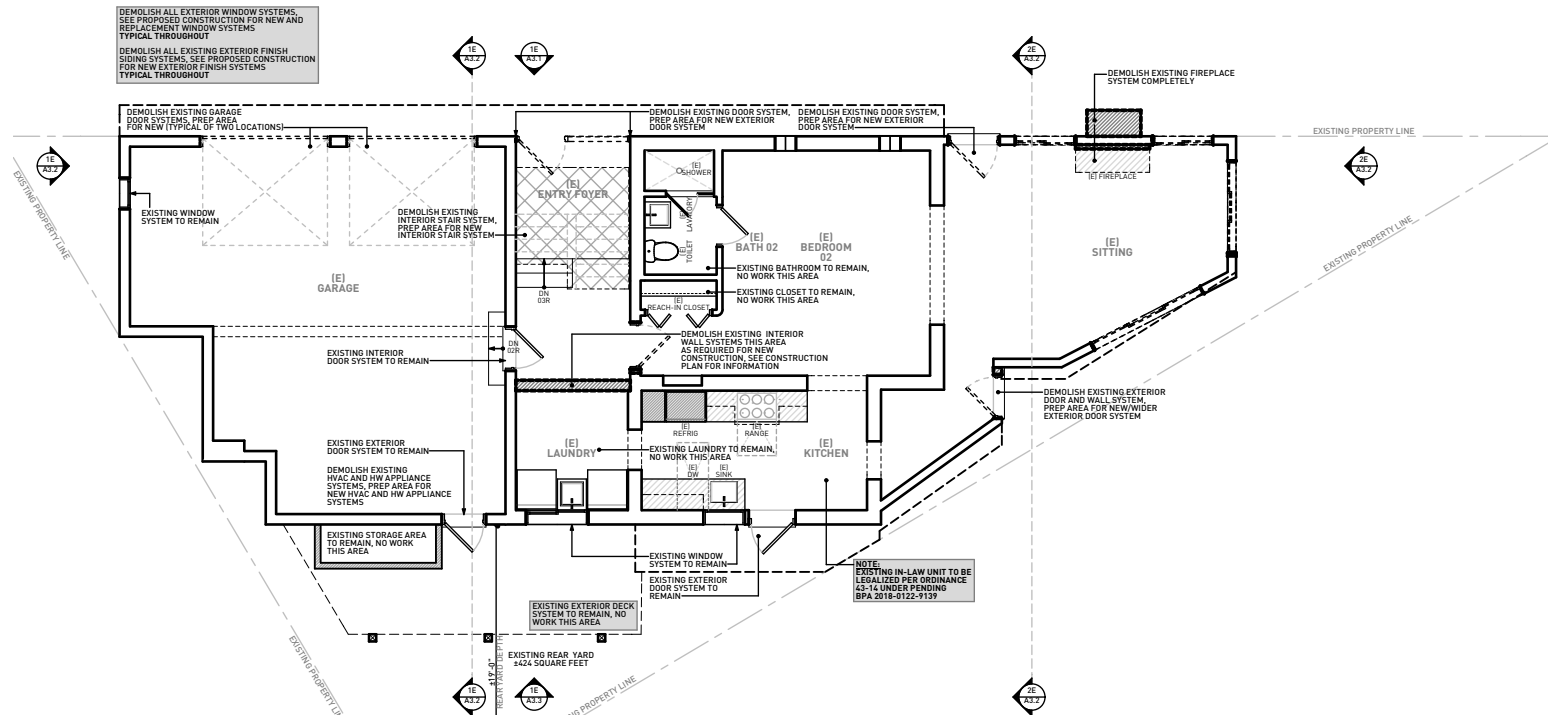 DEMOLISH ALL EXTERIOR WINDOW SYSTEMS,
SEE PROPOSED CONSTRUCTION FOR NEW AND
REPLACEMENT WINDOW SYSTEMS
TYPICAL THROUGHOUT
DEMOLISH ALL EXISTING EXTERIOR FINISH
SIDING SYSTEMS, SEE PROPOSED CONSTRUCTION
FOR NEW EXTERIOR FINISH SYSTEMS
TYPICAL THROUGHOUT
1E
A3.2
1E
A3.1
2E
A3.2
DEMOLISH EXISTING FIREPLACE
SYSTEM COMPLETELY
DEMOLISH EXISTING GARAGE
DOOR SYSTEMS, PREP AREA
FOR NEW (TYPICAL OF TWO LOCATIONS)
DEMOLISH EXISTING DOOR SYSTEM,
PREP AREA FOR NEW EXTERIOR
DOOR SYSTEM
DEMOLISH EXISTING DOOR SYSTEM,
PREP AREA FOR NEW EXTERIOR
DOOR SYSTEM
EXISTING PROPERTY LINE
1E
A3.2
2E
A3.2
EXISTING PROPERTY LINE
EXISTING WINDOW
SYSTEM TO REMAIN
(E)
ENTRY FOYER
(E)
SHOWER
(E)
LAVATORY
(E)
TOILET
(E) FIREPLACE
DEMOLISH EXISTING
INTERIOR STAIR SYSTEM,
PREP AREA FOR NEW
INTERIOR STAIR SYSTEM
(E)
BATH 02
(E)
BEDROOM
02
(E)
SITTING
EXISTING PROPERTY LINE
EXISTING BATHROOM TO REMAIN,
NO WORK THIS AREA
(E)
GARAGE
DN
03R
EXISTING CLOSET TO REMAIN,
NO WORK THIS AREA
(E)
REACH-IN CLOSET
DN
02R
EXISTING INTERIOR
DOOR SYSTEM TO REMAIN
DEMOLISH EXISTING INTERIOR
WALL SYSTEMS THIS AREA
AS REQUIRED FOR NEW
CONSTRUCTION, SEE CONSTRUCTION
PLAN FOR INFORMATION
DEMOLISH EXISTING EXTERIOR
DOOR AND WALL SYSTEM,
PREP AREA FOR NEW/WIDER
EXTERIOR DOOR SYSTEM
(E)
REFRIG
(E)
RANGE
(E)
LAUNDRY
EXISTING LAUNDRY TO REMAIN,
NO WORK THIS AREA
(E)
KITCHEN
(E)
DW
(E)
SINK
EXISTING EXTERIOR
DOOR SYSTEM TO REMAIN
DEMOLISH EXISTING
HVAC AND HW APPLIANCE
SYSTEMS, PREP AREA FOR
NEW HVAC AND HW APPLIANCE
SYSTEMS
EXISTING STORAGE AREA
TO REMAIN, NO WORK
THIS AREA
EXISTING WINDOW
SYSTEM TO REMAIN
EXISTING EXTERIOR
DOOR SYSTEM TO
REMAIN
NOTE:
EXISTING IN-LAW UNIT TO BE
LEGALIZED PER ORDINANCE
43-14 UNDER PENDING
BPA 2018-0122-9139
EXISTING EXTERIOR DECK
SYSTEM TO REMAIN, NO
WORK THIS AREA
EXISTING REAR YARD
±424 SQUARE FEET
±19'-0"
REAR YARD DEPTH
EXISTING PROPERTY
PROPERTY LINE
1E
A3.2
1E
A3.3
2E
A3.2